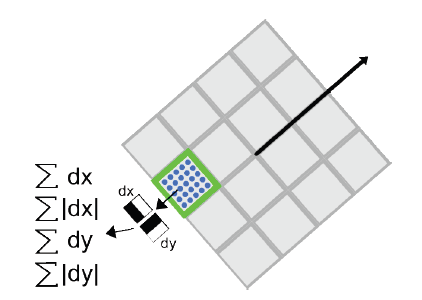 ∑ dx
∑|dx|
∑ dy
∑|dy|
dx
dy